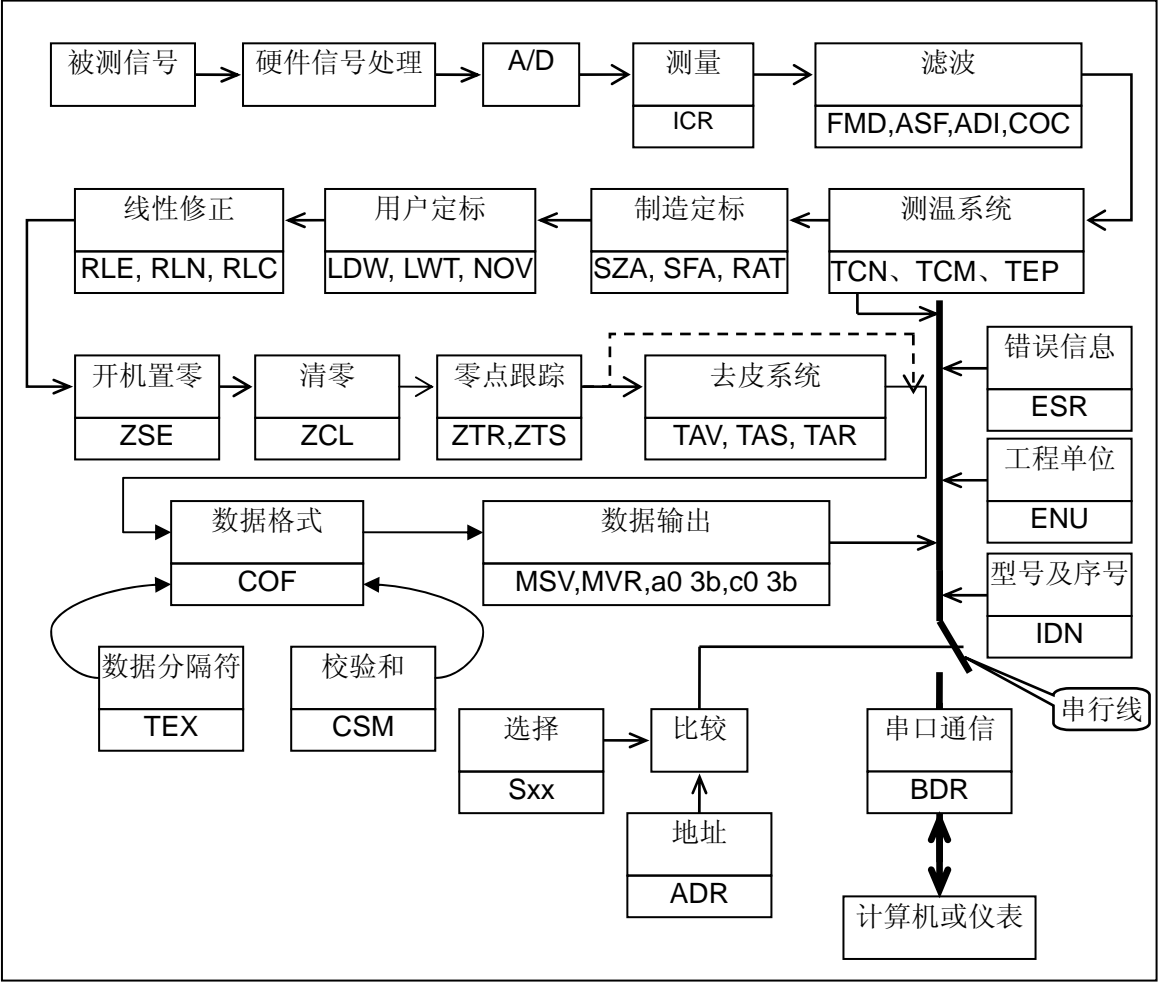 被测信号
硬件信号处理
A/D
测量
ICR
滤波
FMD,ASF,ADI,COC
线性修正
RLE, RLN, RLC
用户定标
LDW, LWT, NOV
制造定标
SZA, SFA, RAT
测温系统
TCN、TCM、TEP
开机置零
ZSE
清零
ZCL
零点跟踪
ZTR,ZTS
去皮系统
TAV, TAS, TAR
错误信息
ESR
工程单位
ENU
数据格式
COF
数据输出
MSV,MVR,a0 3b,c0 3b
型号及序号
IDN
数据分隔符
TEX
校验和
CSM
选择
Sxx
比较
地址
ADR
串口通信
BDR
串行线
计算机或仪表